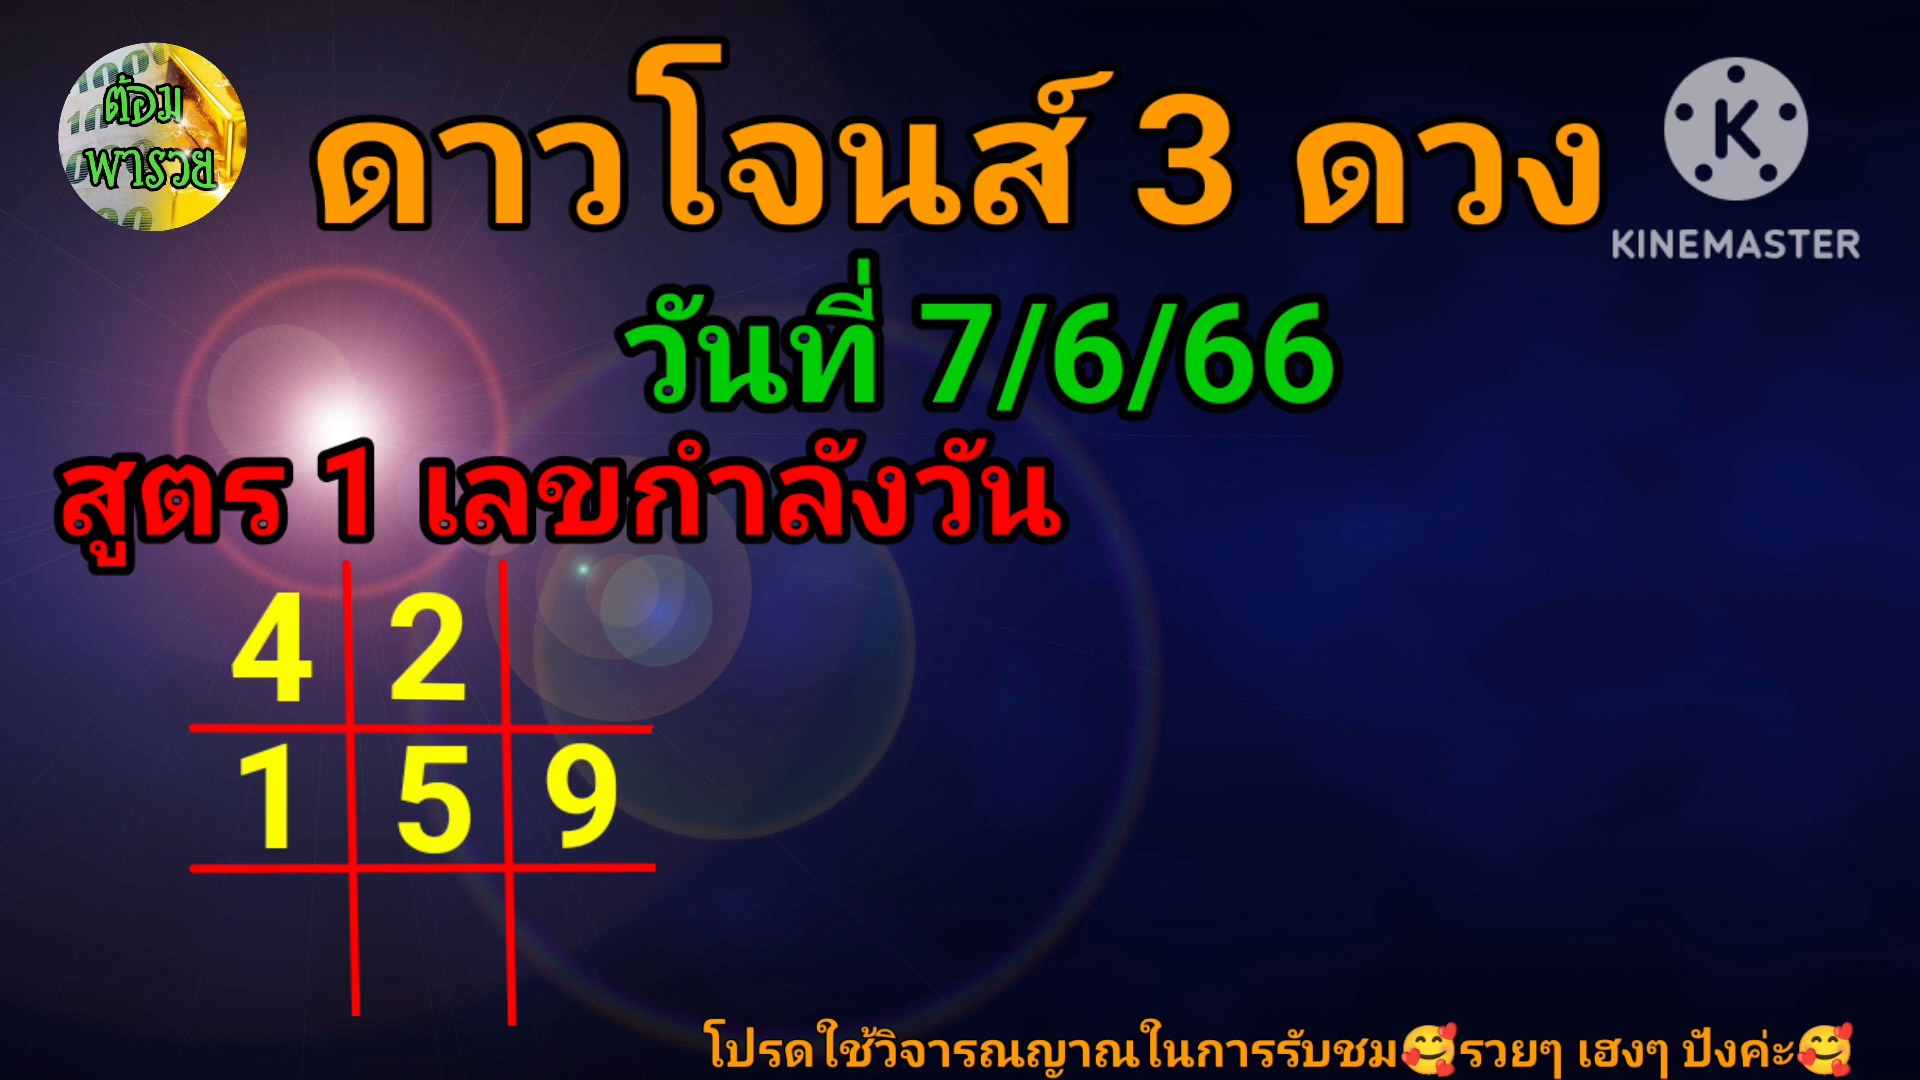 ต้อม
พารวย
ดาวโจนส์ 3 ดวง
KINEMASTER
วันที่ 7/6/66
สูตร 1 เลขกำลังวัน
4 2
1 5 9
โปรดใช้วิจารณญาณในการรับชม🥰รวยๆ เฮงๆ ปังค่ะ🥰